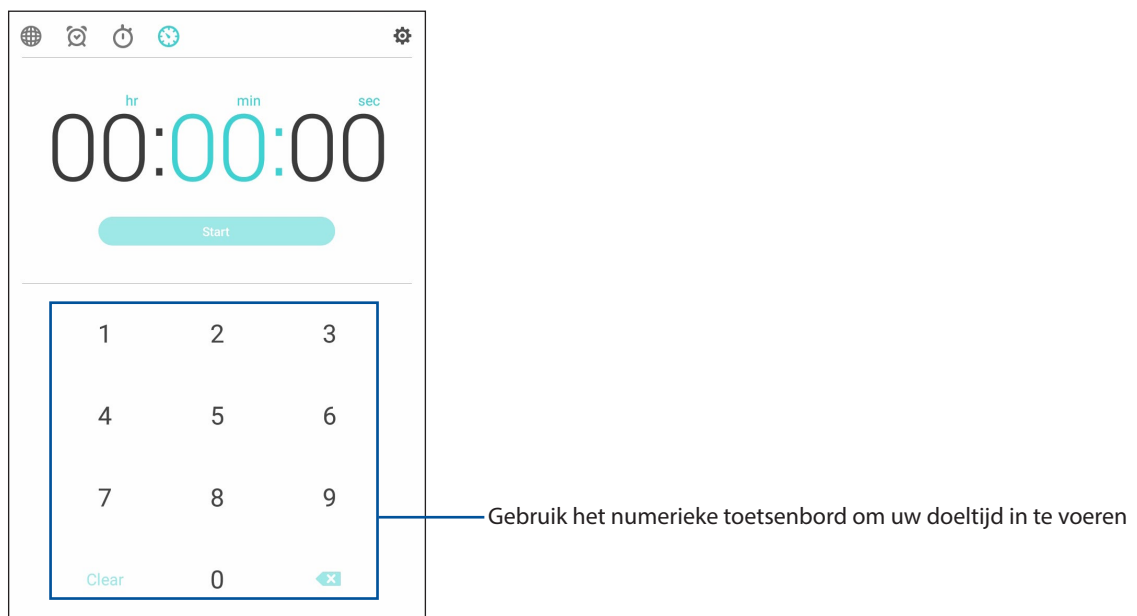 hr min sec
00:00:00
Start
1 2 3
4 5 6
7 8 9
Gebruik het numerieke toetsenbord om uw doeltijd in te voeren
Clear 0